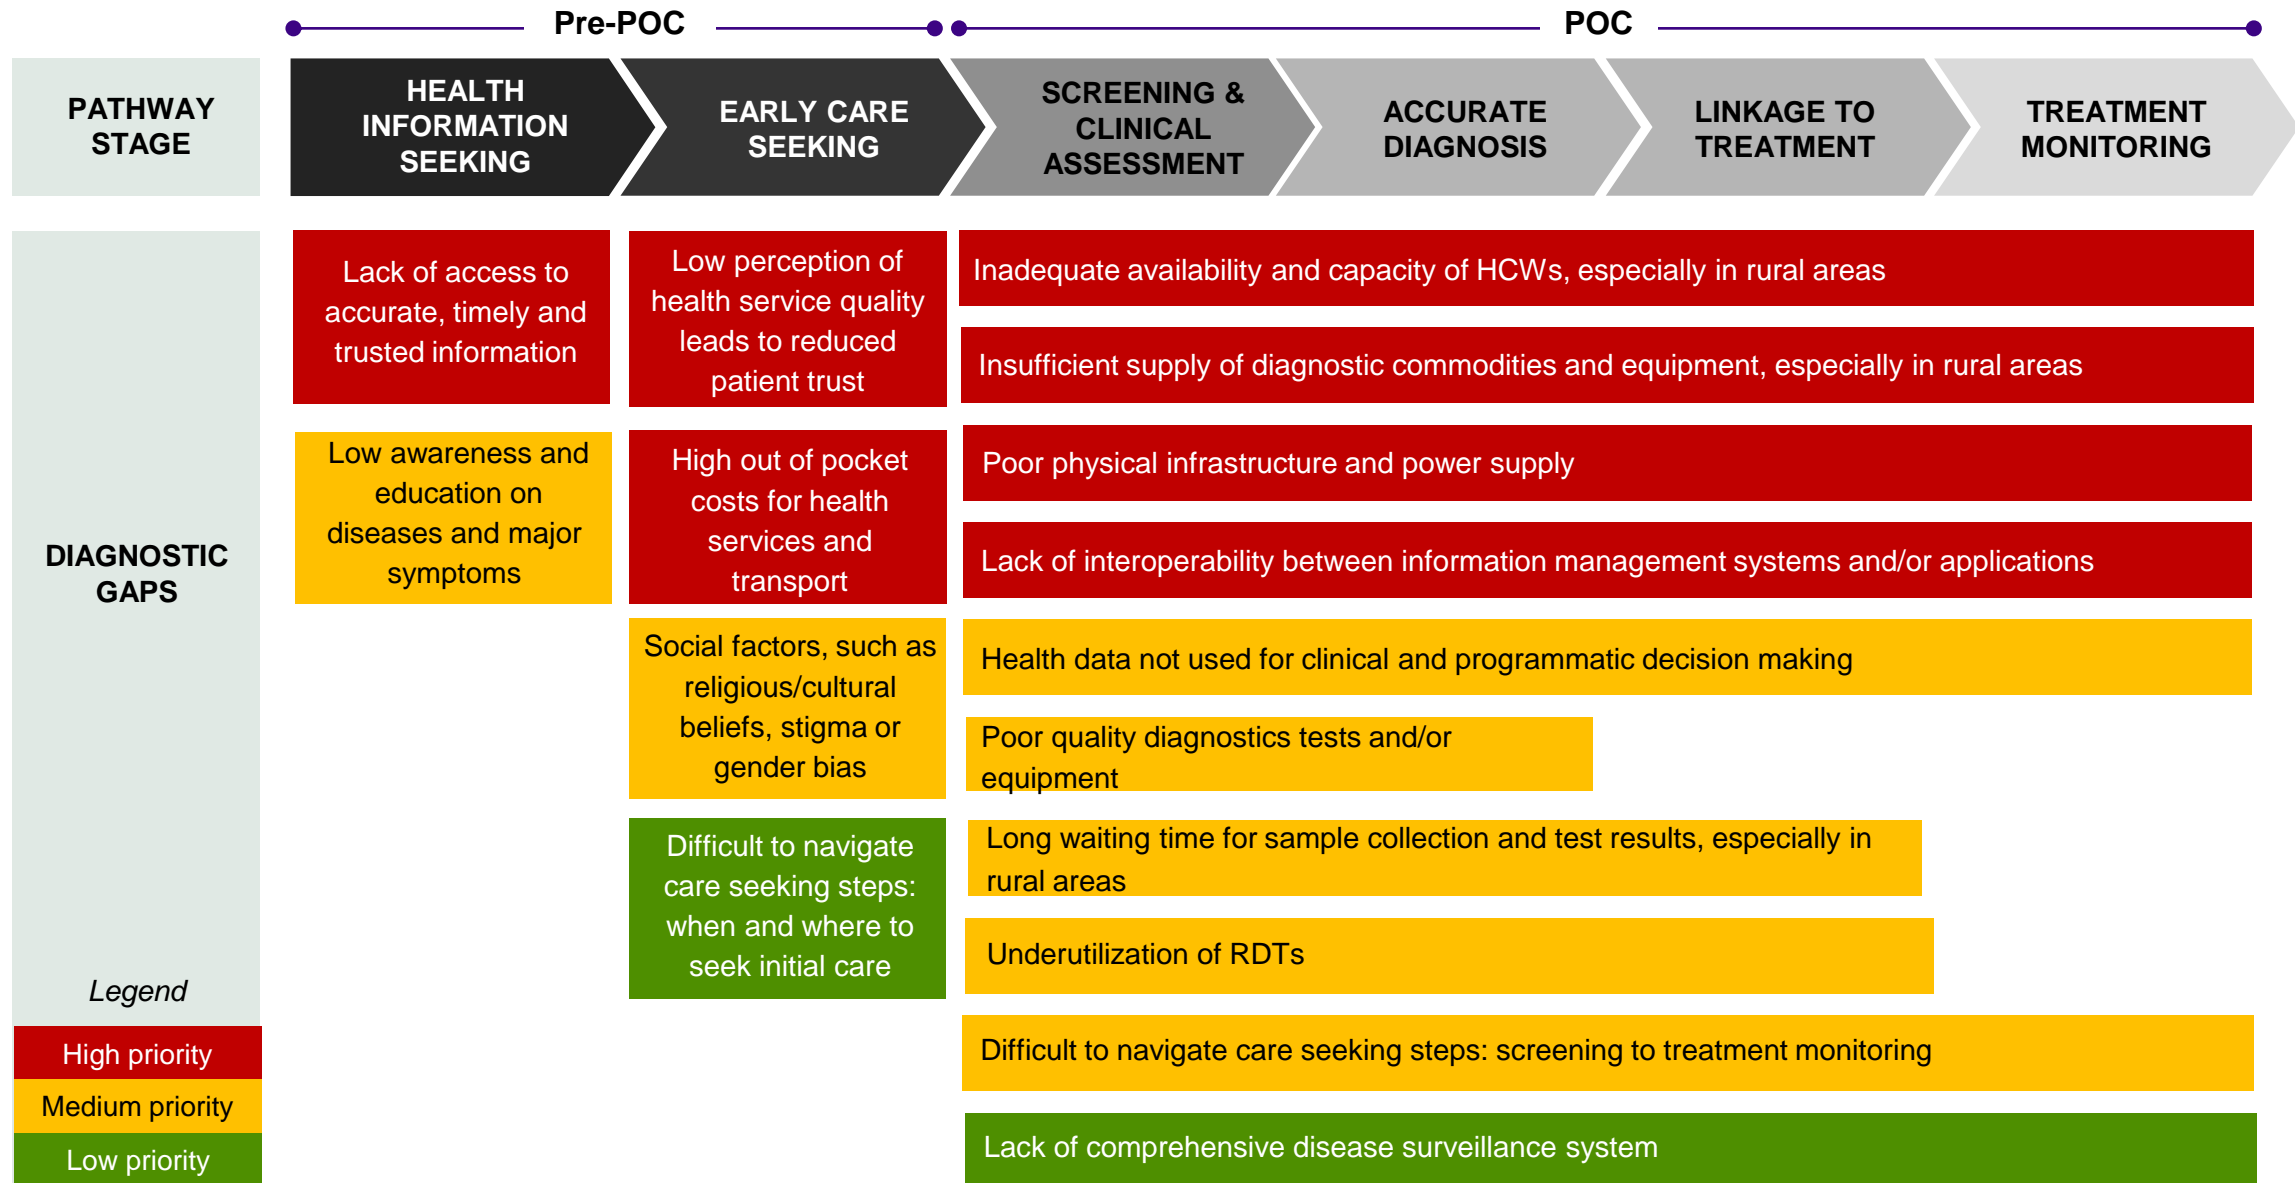 Pre-POC
POC
PATHWAY
STAGE
HEALTH
INFORMATION
SEEKING
EARLY CARE
SEEKING
SCREENING &
CLINICAL
ASSESSMENT
ACCURATE
DIAGNOSIS
LINKAGE TO
TREATMENT
TREATMENT
MONITORING
DIAGNOSTIC
GAPS
Lack of access to
accurate, timely and
trusted information
Low awareness and
education on
diseases and major
symptoms
Low perception of
health service quality
leads to reduced
patient trust
High out of pocket
costs for health
services and
transport
Social factors, such as
religious/cultural
beliefs, stigma or
gender bias
Difficult to navigate
care seeking steps:
when and where to
seek initial care
Inadequate availability and capacity of HCWs, especially in rural areas
Insufficient supply of diagnostic commodities and equipment, especially in rural areas
Poor physical infrastructure and power supply
Lack of interoperability between information management systems and/or applications
Health data not used for clinical and programmatic decision making
Poor quality diagnostics tests and/or
equipment
Long waiting time for sample collection and test results, especially in
rural areas
Underutilization of RDTs
Difficult to navigate care seeking steps: screening to treatment monitoring
Lack of comprehensive disease surveillance system
Legend
High priority
Medium priority
Low priority